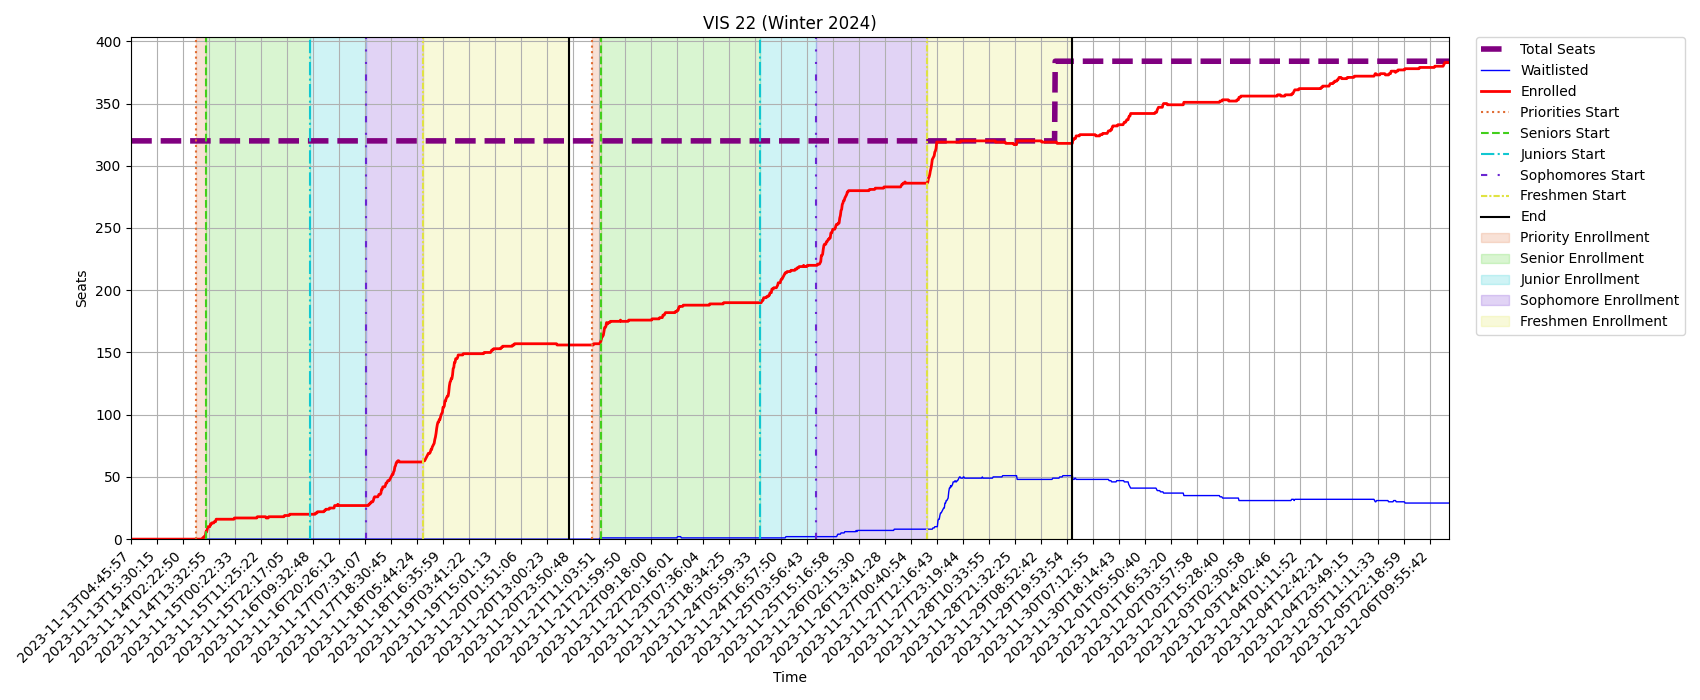 VIS 22 (Winter 2024)
400
350
300
250
200
150
100
50
0
Seats
2023-11-13T04:45:57
2023-11-13T15:30:15
2023-11-14T02:22:50
2023-11-14T13:32:55
2023-11-15T00:22:33
2023-11-15T11:25:22
2023-11-15T22:17:05
2023-11-16T09:32:48
2023-11-16T20:26:12
2023-11-17T07:31:07
2023-11-17T18:30:45
2023-11-18T05:44:24
2023-11-18T16:35:59
2023-11-19T03:41:22
2023-11-19T15:01:13
2023-11-20T01:51:06
2023-11-20T13:00:23
2023-11-20T23:50:48
2023-11-21T11:03:51
2023-11-21T21:59:50
2023-11-22T09:18:00
2023-11-22T20:16:01
2023-11-23T07:36:04
2023-11-23T18:34:25
2023-11-24T05:59:33
2023-11-24T16:57:50
2023-11-25T03:56:43
2023-11-25T15:16:58
2023-11-26T02:15:30
2023-11-26T13:41:28
2023-11-27T00:40:54
2023-11-27T12:16:43
2023-11-27T23:19:44
2023-11-28T10:33:55
2023-11-28T21:32:25
2023-11-29T08:52:42
2023-11-29T19:53:54
2023-11-30T07:12:55
2023-11-30T18:14:43
2023-12-01T05:50:40
2023-12-01T16:53:20
2023-12-02T03:57:58
2023-12-02T15:28:40
2023-12-03T02:30:58
2023-12-03T14:02:46
2023-12-04T01:11:52
2023-12-04T12:42:21
2023-12-04T23:49:15
2023-12-05T11:11:33
2023-12-05T22:18:59
2023-12-06T09:55:42
Time
Total Seats
Waitlisted
Enrolled
Priorities Start
Seniors Start
Juniors Start
Sophomores Start
Freshmen Start
End
Priority Enrollment
Senior Enrollment
Junior Enrollment
Sophomore Enrollment
Freshmen Enrollment